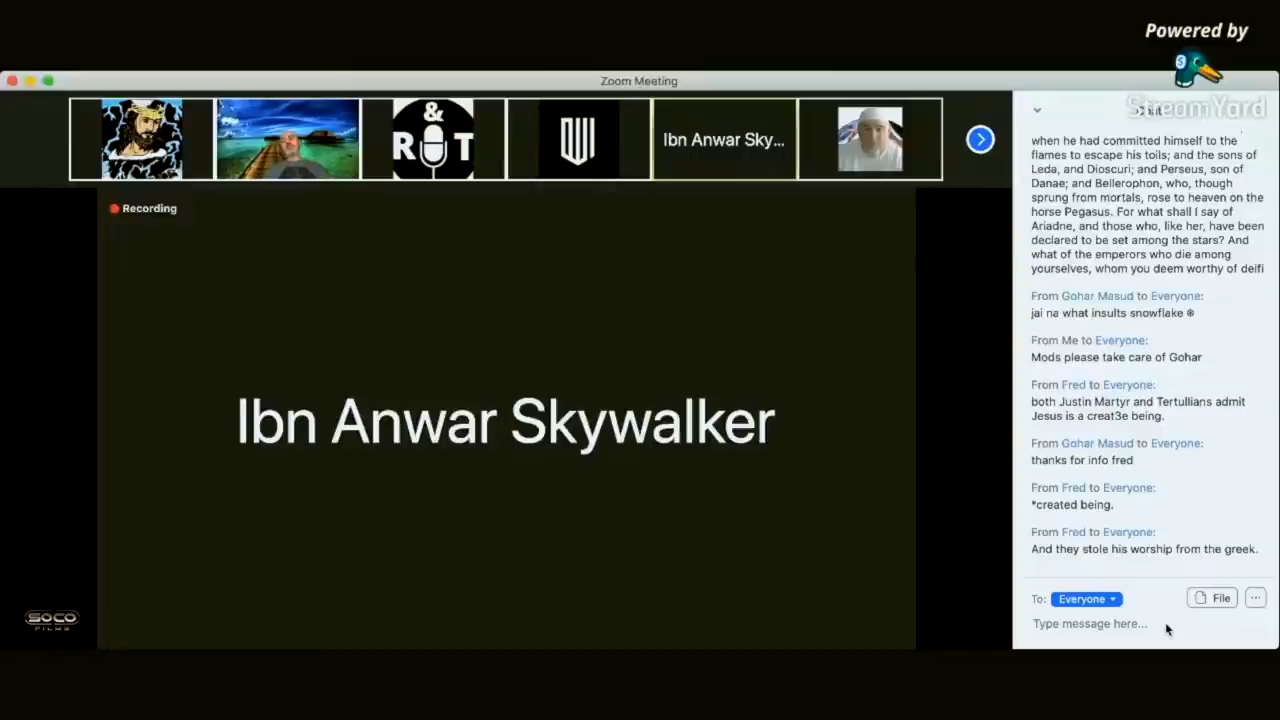 Powered by
StreamYard
Zoom Meeting
&
R T
Ibn Anwar Sky...
Recording
Ibn Anwar Skywalker
SOCO
FILMS
when he had committed himself to the
flames to escape his toils; and the sons of
Leda, and Dioscuri; and Perseus, son of
Danae; and Bellerophon, who, though
sprung from mortals, rose to heaven on the
horse Pegasus. For what shall I say of
Ariadne, and those who, like her, have been
declared to be set among the stars? And
what of the emperors who die among
yourselves, whom you deem worthy of deifi
From Gohar Masud to Everyone:
jai na what insults snowflake ❄
From Me to Everyone:
Mods please take care of Gohar
From Fred to Everyone:
both Justin Martyr and Tertullians admit
Jesus is a creat3e being.
From Gohar Masud to Everyone:
thanks for info fred
From Fred to Everyone:
*created being.
From Fred to Everyone:
And they stole his worship from the greek.
To: Everyone
File
Type message here...